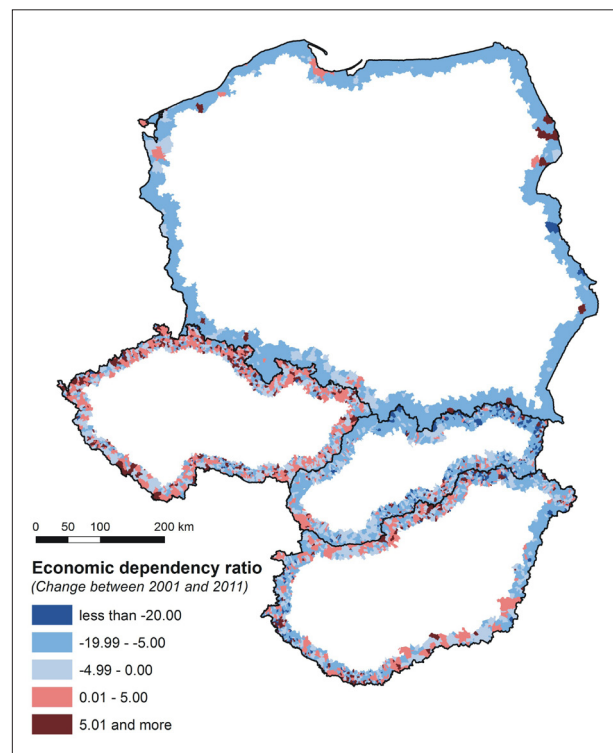 0 50 100 200 km
Economic dependency ratio
(Change between 2001 and 2011)
less than -20.00
-19.99 - -5.00
-4.99 - 0.00
0.01 - 5.00
5.01 and more